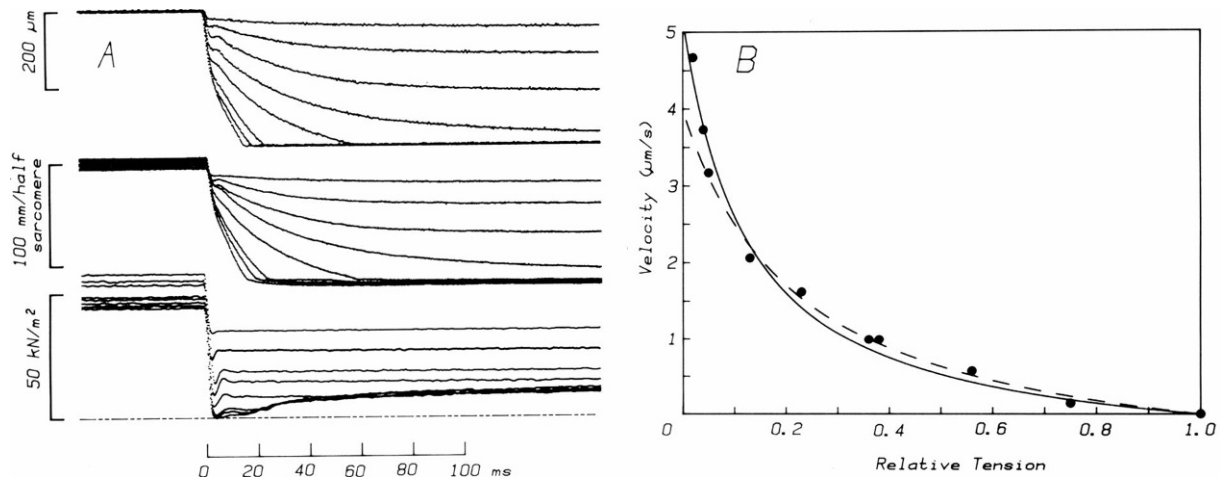 A
200 µm
100 mm/half
sarcomere
50 kN/m²
0 20 40 60 80 100 ms
B
Velocity (µm/s)
5
4
3
2
1
0 0.2 0.4 0.6 0.8 1.0
Relative Tension